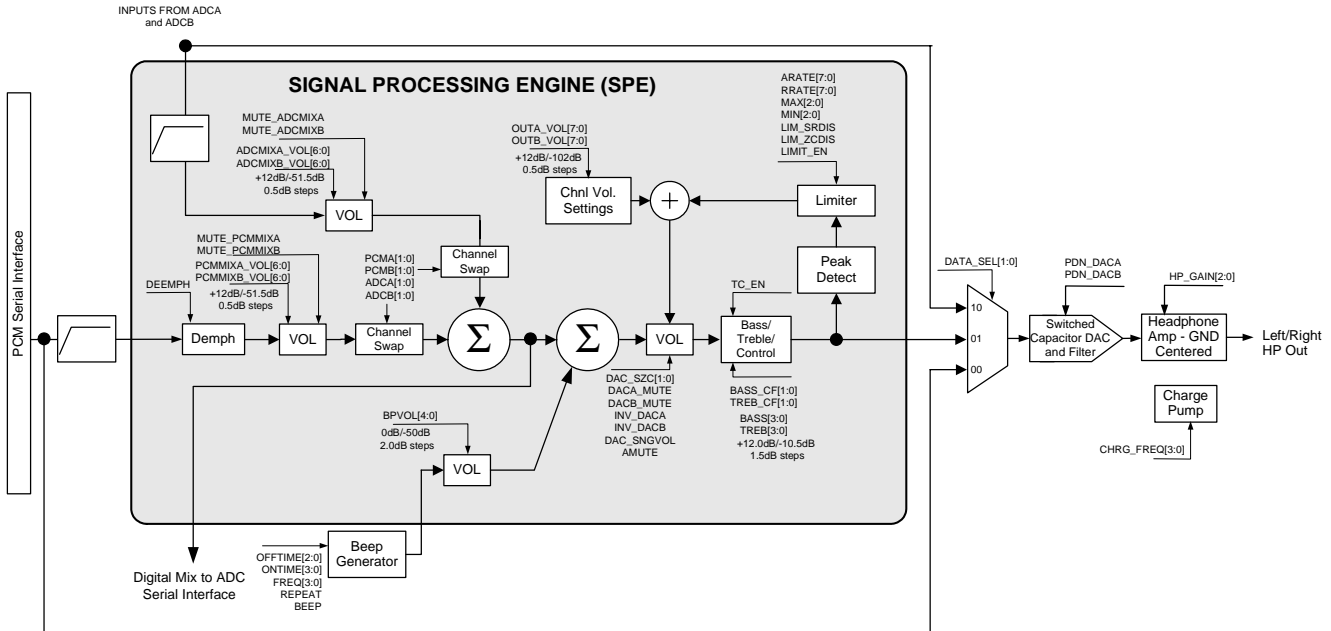 INPUTS FROM ADCA
and ADCB
SIGNAL PROCESSING ENGINE (SPE)
PCM Serial Interface
MUTE_ADCMIXA
MUTE_ADCMIXB
ADCMIXA_VOL[6:0]
ADCMIXB_VOL[6:0]
+12dB/-51.5dB
0.5dB steps
VOL
OUTA_VOL[7:0]
OUTB_VOL[7:0]
+12dB/-102dB
0.5dB steps
Chnl Vol.
Settings
+
ARATE[7:0]
RRATE[7:0]
MAX[2:0]
MIN[2:0]
LIM_SRDIS
LIM_ZCDIS
LIMIT_EN
Limiter
Peak
Detect
MUTE_PCMMIXA
MUTE_PCMMIXB
PCMMIXA_VOL[6:0]
PCMMIXB_VOL[6:0]
+12dB/-51.5dB
0.5dB steps
DEEMPH
Demph
VOL
PCMA[1:0]
PCMB[1:0]
ADCA[1:0]
ADCB[1:0]
Channel
Swap
Channel
Swap
Σ
Σ
VOL
TC_EN
Bass/
Treble/
Control
DAC_SZC[1:0]
DACA_MUTE
DACB_MUTE
INV_DACA
INV_DACB
DAC_SNGVOL
AMUTE
BASS_CF[1:0]
TREB_CF[1:0]
BASS[3:0]
TREB[3:0]
+12.0dB/-10.5dB
1.5dB steps
BPVOL[4:0]
0dB/-50dB
2.0dB steps
VOL
Beep
Generator
OFFTIME[2:0]
ONTIME[3:0]
FREQ[3:0]
REPEAT
BEEP
Digital Mix to ADC
Serial Interface
DATA_SEL[1:0]
10
01
00
PDN_DACA
PDN_DACB
Switched
Capacitor DAC
and Filter
HP_GAIN[2:0]
Headphone
Amp - GND
Centered
Left/Right
HP Out
Charge
Pump
CHRG_FREQ[3:0]